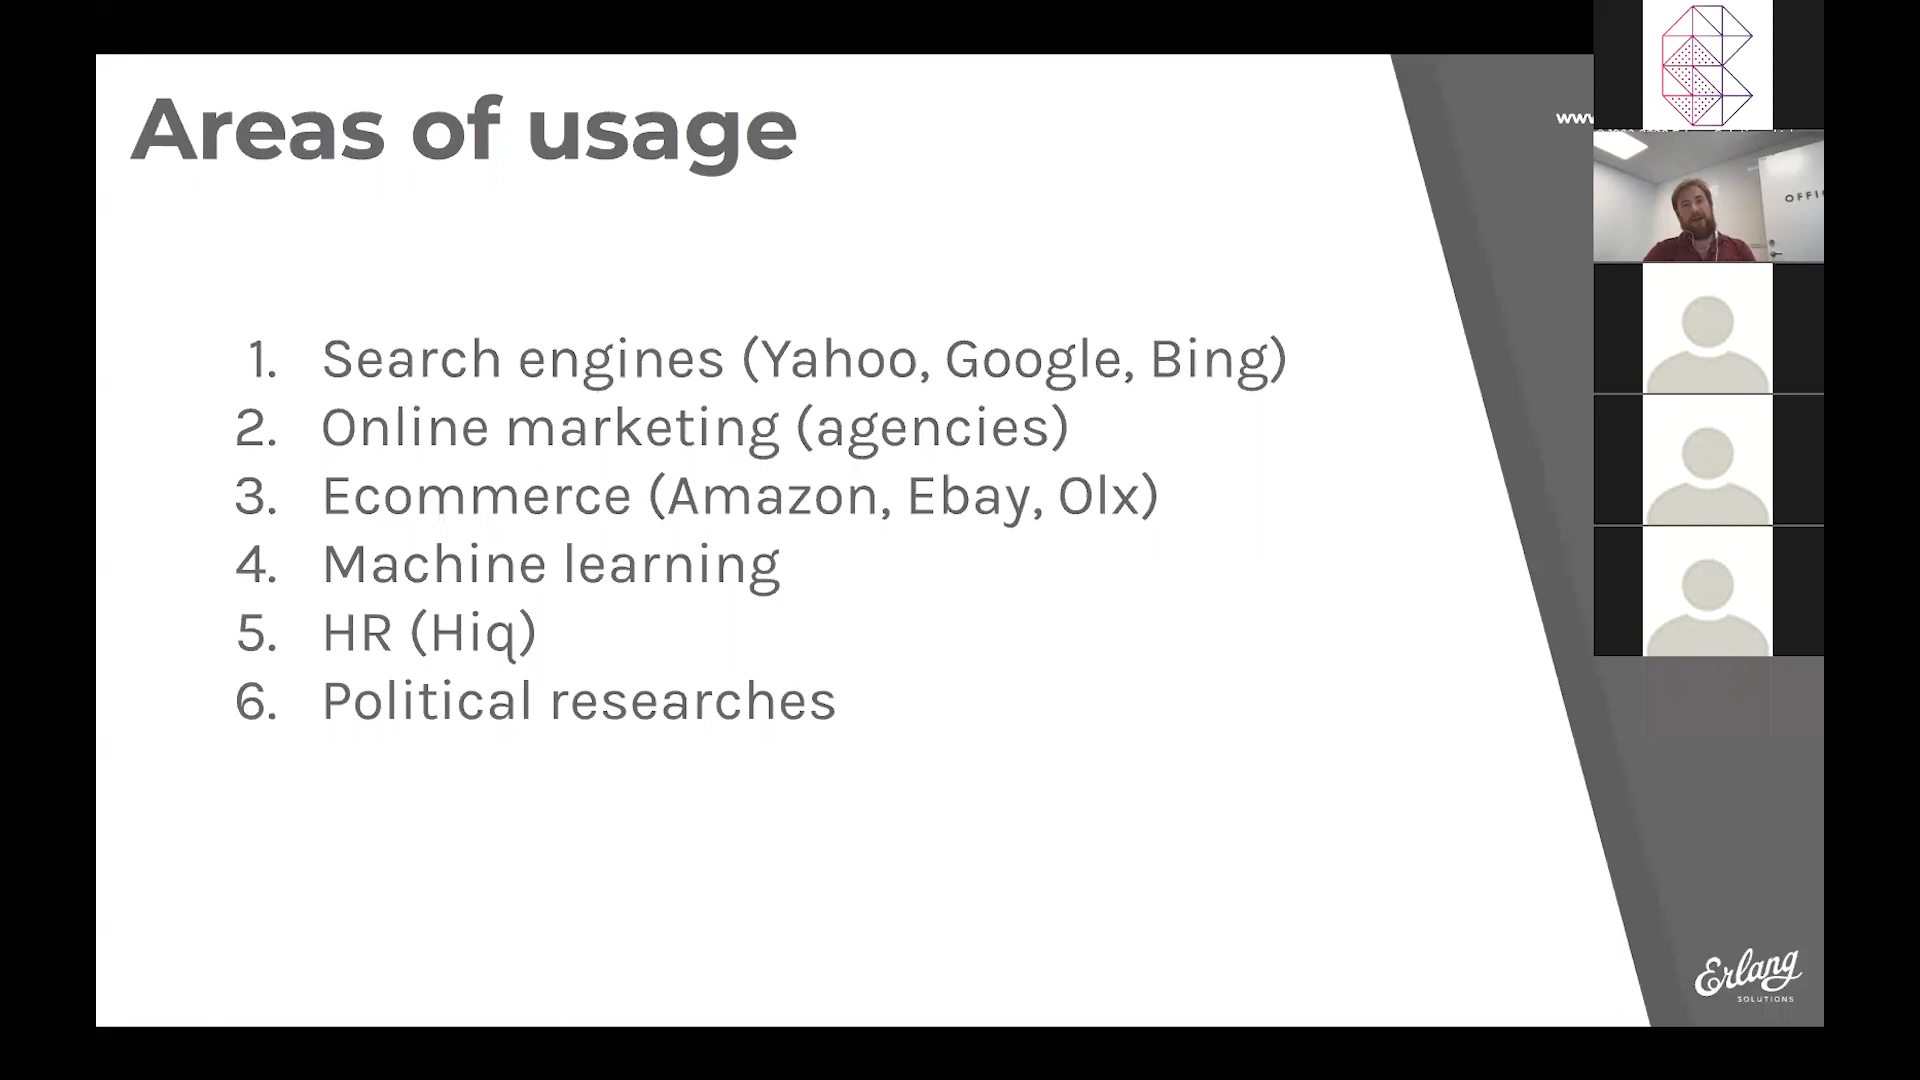 Areas of usage
www
1. Search engines (Yahoo, Google, Bing)
2. Online marketing (agencies)
3. Ecommerce (Amazon, Ebay, Olx)
4. Machine learning
5. HR (Hiq)
6. Political researches
Erlang
SOLUTIONS